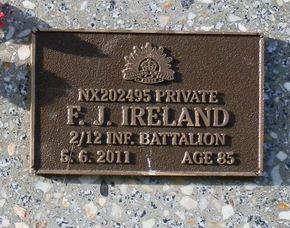 NX202495 PRIVATE
F. J. IRELAND
2/12 INF. BATTALION
5. 6. 2011 AGE 85